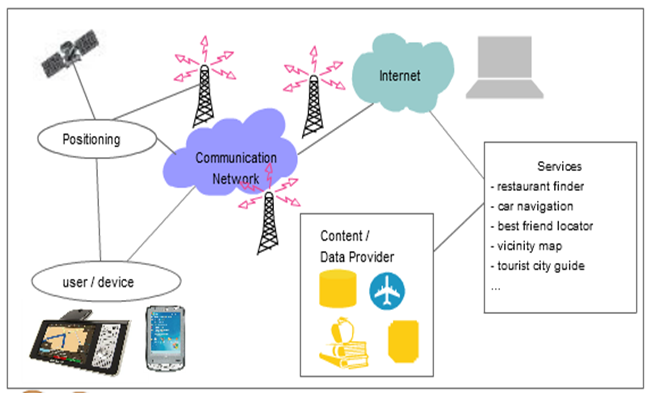 Internet
Positioning
Communication
Network
Services
- restaurant finder
- car navigation
- best friend locator
- vicinity map
- tourist city guide
...
Content /
Data Provider
user / device